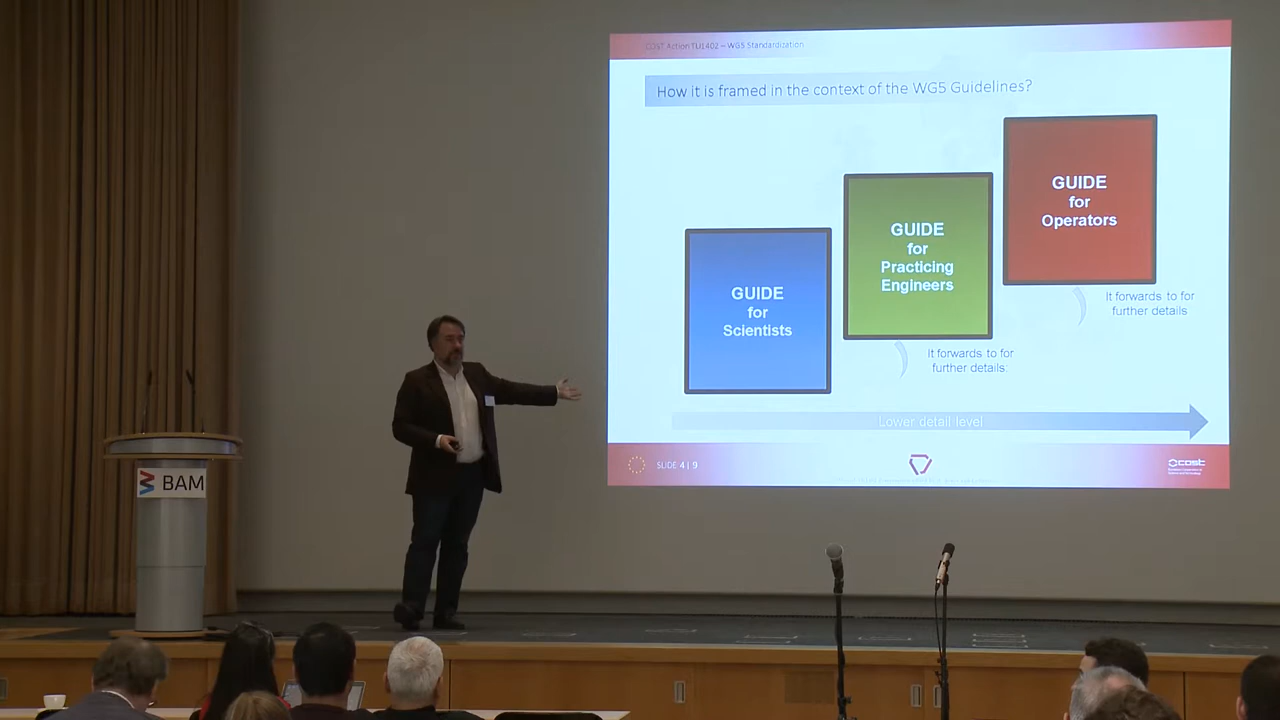 COST Action TU1402 – WG5 Standardization
How it is framed in the context of the WG5 Guidelines?
GUIDE
for
Operators
GUIDE
for
Practicing
Engineers
GUIDE
for
Scientists
It forwards to for
further details
It forwards to for
further details:
Lower detail level
SLIDE 4 | 9
cost
BAM